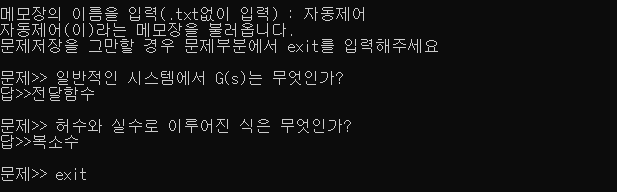 메모장의 이름을 입력(.txt없이 입력) : 자동제어
자동제어(이)라는 메모장을 불러옵니다.
문제저장을 그만할 경우 문제부분에서 exit를 입력해주세요
문제>> 일반적인 시스템에서 G(s)는 무엇인가?
답>>전달함수
문제>> 허수와 실수로 이루어진 식은 무엇인가?
답>>복소수
문제>> exit